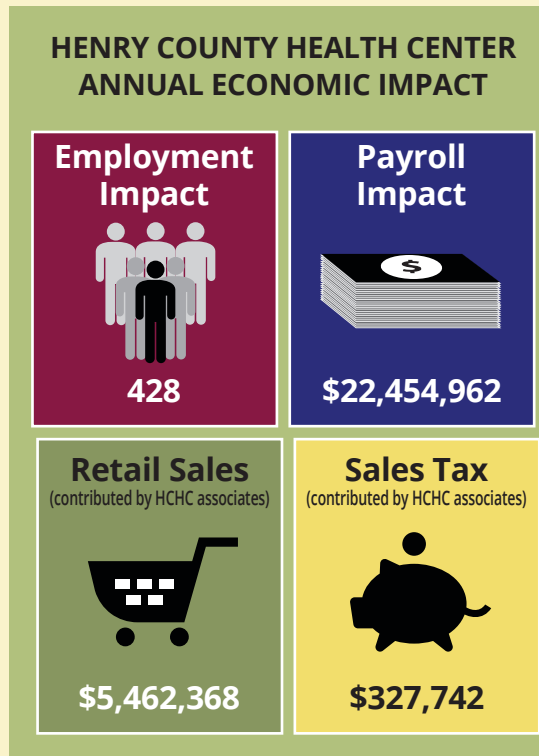 HENRY COUNTY HEALTH CENTER
ANNUAL ECONOMIC IMPACT
Employment
Impact
428
Payroll
Impact
$
$22,454,962
Retail Sales
(contributed by HCHC associates)
$5,462,368
Sales Tax
(contributed by HCHC associates)
$327,742